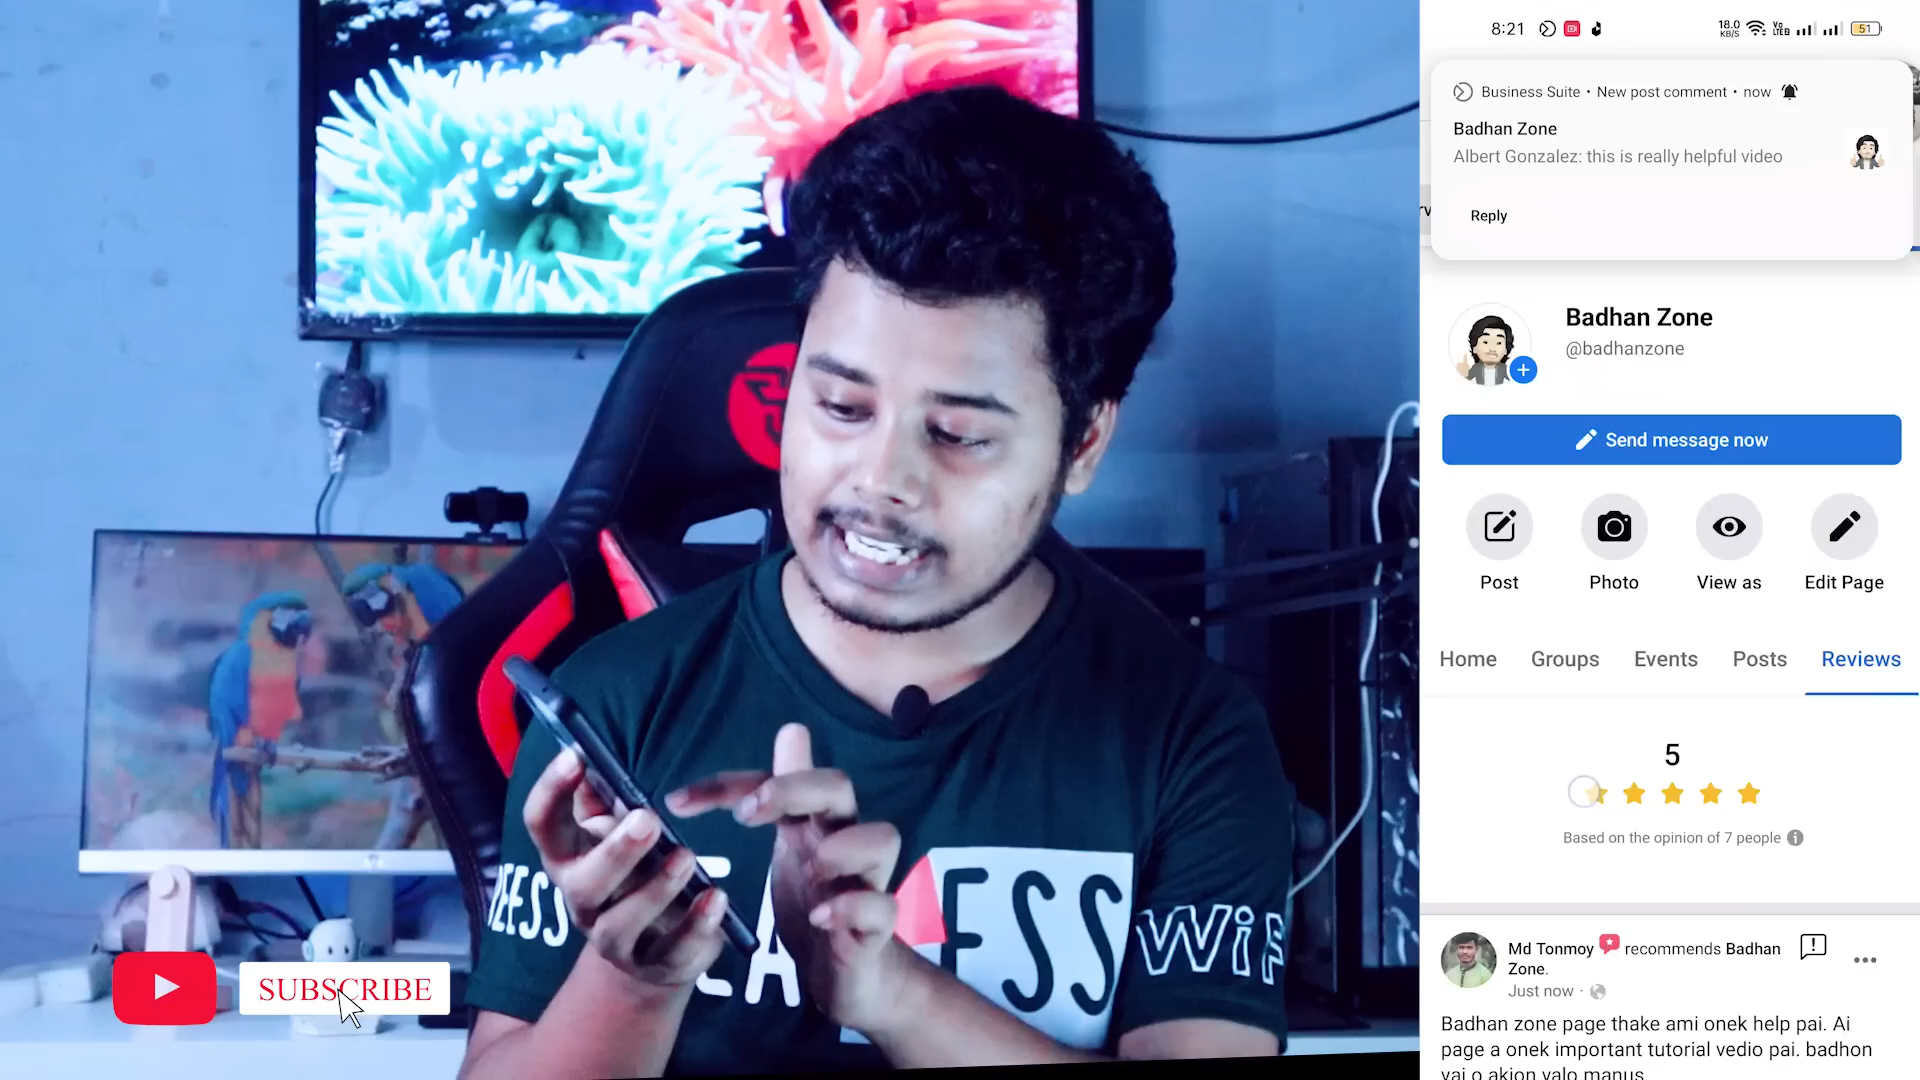 8:21
18.0
KB/S
Vo
LTE2
51
Business Suite • New post comment • now
Badhan Zone
Albert Gonzalez: this is really helpful video
Reply
Badhan Zone
@badhanzone
Send message now
Post
Photo
View as
Edit Page
Home
Groups
Events
Posts
Reviews
5
Based on the opinion of 7 people
Md Tonmoy recommends Badhan
Zone.
Just now ·
Badhan zone page thake ami onek help pai. Ai
page a onek important tutorial vedio pai. badhon
vai o akjon valo manus
SUBSCRIBE